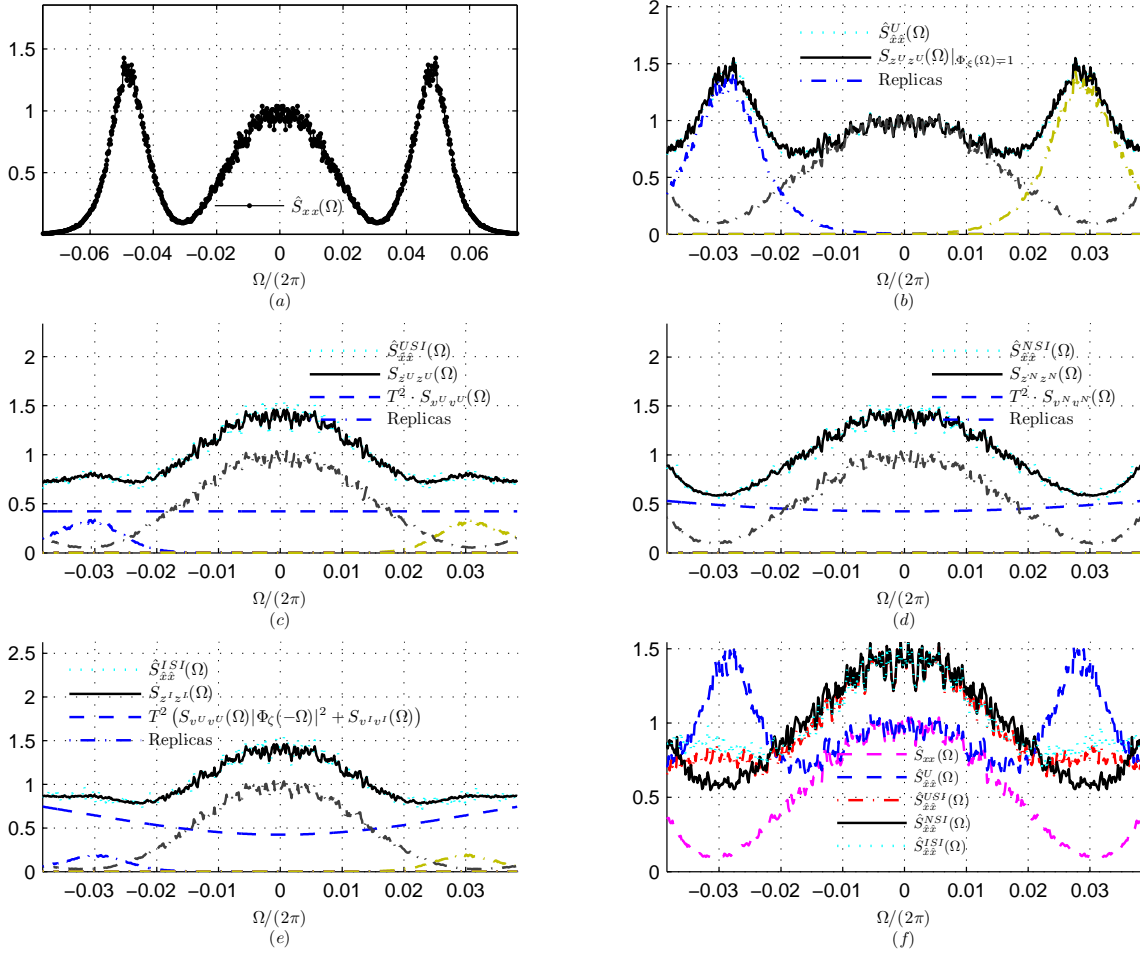 1.5
1
0.5
−0.06 −0.04 −0.02 0 0.02 0.04 0.06
Ŝ_{xx}(Ω)
Ω/(2π)
(a)
2
1.5
1
0.5
0
−0.03 −0.02 −0.01 0 0.01 0.02 0.03
Ŝ^{U}_{x̂x̂}(Ω)
S_{z^U z^U}(Ω)|_{Φ_ξ(Ω)=1}
Replicas
Ω/(2π)
(b)
2
1.5
1
0.5
0
−0.03 −0.02 −0.01 0 0.01 0.02 0.03
Ŝ^{USI}_{x̂x̂}(Ω)
S_{z^U z^U}(Ω)
T² · S_{v^U v^U}(Ω)
Replicas
Ω/(2π)
(c)
2
1.5
1
0.5
0
−0.03 −0.02 −0.01 0 0.01 0.02 0.03
Ŝ^{NSI}_{x̂x̂}(Ω)
S_{z^N z^N}(Ω)
T² · S_{v^N v^N}(Ω)
Replicas
Ω/(2π)
(d)
2.5
2
1.5
1
0.5
0
−0.03 −0.02 −0.01 0 0.01 0.02 0.03
Ŝ^{ISI}_{x̂x̂}(Ω)
S_{z^I z^I}(Ω)
T² (S_{v^U v^U}(Ω)|Φ_ζ(−Ω)|² + S_{v^I v^I}(Ω))
Replicas
Ω/(2π)
(e)
1.5
1
0.5
0
−0.03 −0.02 −0.01 0 0.01 0.02 0.03
Ŝ_{xx}(Ω)
Ŝ^{U}_{x̂x̂}(Ω)
Ŝ^{USI}_{x̂x̂}(Ω)
Ŝ^{NSI}_{x̂x̂}(Ω)
Ŝ^{ISI}_{x̂x̂}(Ω)
Ω/(2π)
(f)